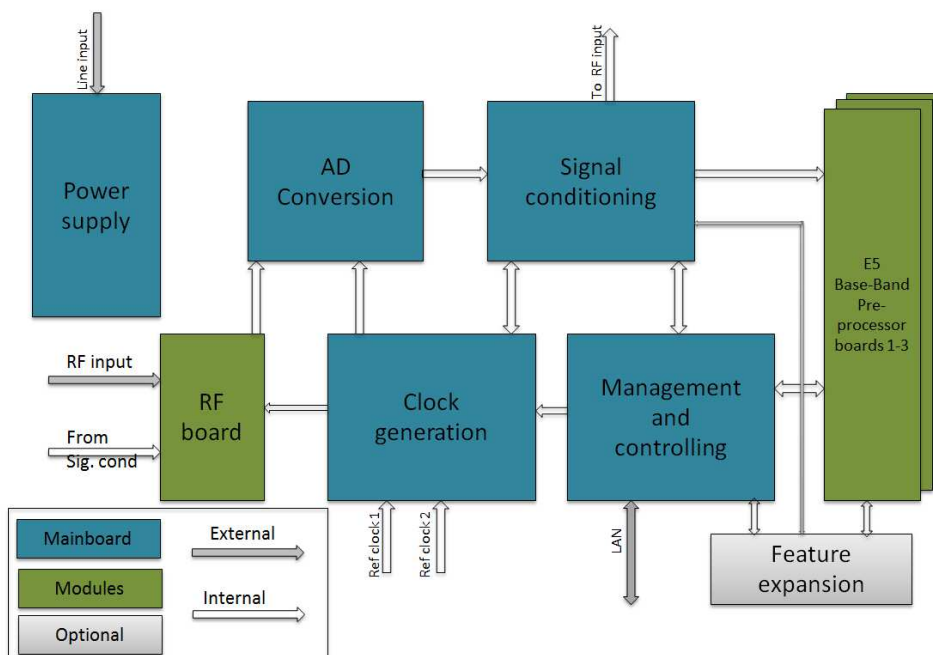 Line input
To RF input
Power
supply
AD
Conversion
Signal
conditioning
E5
Base-Band
Pre-
processor
boards 1-3
RF input
From
Sig. cond
RF
board
Clock
generation
Management
and
controlling
Ref clock 1
Ref clock 2
LAN
Feature
expansion
Mainboard
External
Modules
Internal
Optional